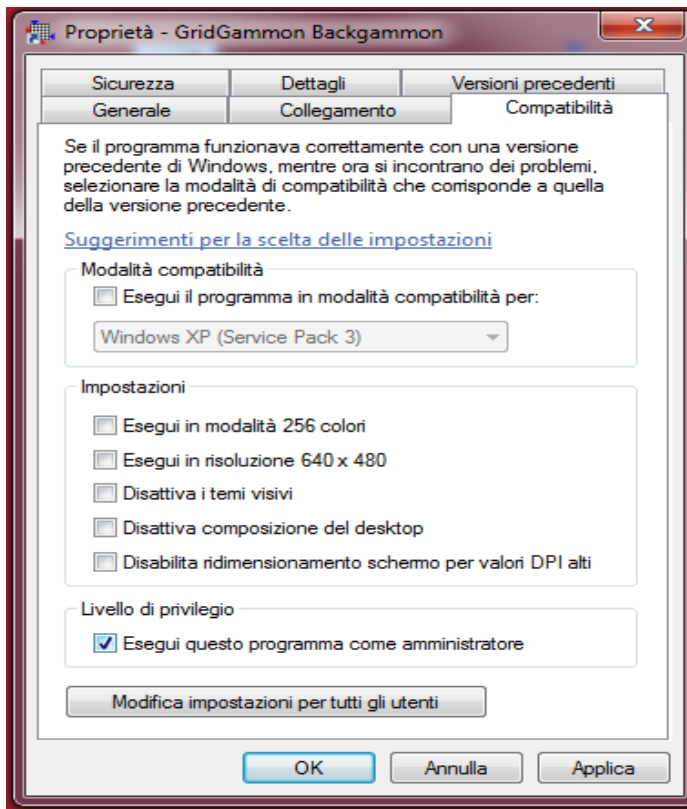 Proprietà - GridGammon Backgammon
Sicurezza
Dettagli
Versioni precedenti
Generale
Collegamento
Compatibilità
Se il programma funzionava correttamente con una versione
precedente di Windows, mentre ora si incontrano dei problemi,
selezionare la modalità di compatibilità che corrisponde a quella
della versione precedente.
Suggerimenti per la scelta delle impostazioni
Modalità compatibilità
Esegui il programma in modalità compatibilità per:
Windows XP (Service Pack 3)
Impostazioni
Esegui in modalità 256 colori
Esegui in risoluzione 640 x 480
Disattiva i temi visivi
Disattiva composizione del desktop
Disabilita ridimensionamento schermo per valori DPI alti
Livello di privilegio
Esegui questo programma come amministratore
Modifica impostazioni per tutti gli utenti
OK
Annulla
Applica